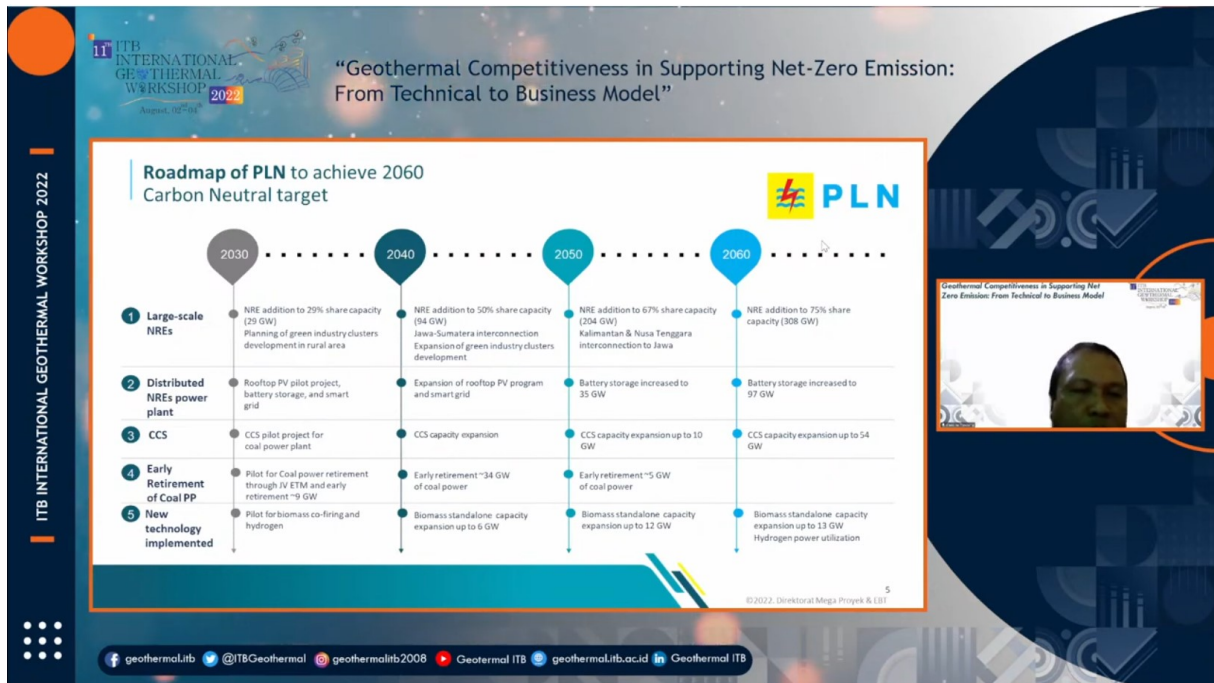 11TH ITB
INTERNATIONAL
GEOTHERMAL
WORKSHOP 2022
August, 02nd-04th
"Geothermal Competitiveness in Supporting Net-Zero Emission:
From Technical to Business Model"
ITB INTERNATIONAL GEOTHERMAL WORKSHOP 2022
Roadmap of PLN to achieve 2060
Carbon Neutral target
PLN
2030
2040
2050
2060
1 Large-scale
NREs
NRE addition to 29% share capacity
(29 GW)
Planning of green industry clusters
development in rural area
NRE addition to 50% share capacity
(94 GW)
Jawa-Sumatera interconnection
Expansion of green industry clusters
development
NRE addition to 67% share capacity
(204 GW)
Kalimantan & Nusa Tenggara
interconnection to Jawa
NRE addition to 75% share
capacity (308 GW)
2 Distributed
NREs power
plant
Rooftop PV pilot project,
battery storage, and smart
grid
Expansion of rooftop PV program
and smart grid
Battery storage increased to
35 GW
Battery storage increased to
97 GW
3 CCS
CCS pilot project for
coal power plant
CCS capacity expansion
CCS capacity expansion up to 10
GW
CCS capacity expansion up to 54
GW
4 Early
Retirement
of Coal PP
Pilot for Coal power retirement
through JV ETM and early
retirement ~9 GW
Early retirement ~34 GW
of coal power
Early retirement ~5 GW
of coal power
5 New
technology
implemented
Pilot for biomass co-firing and
hydrogen
Biomass standalone capacity
expansion up to 6 GW
Biomass standalone capacity
expansion up to 12 GW
Biomass standalone capacity
expansion up to 13 GW
Hydrogen power utilization
5
©2022. Direktorat Mega Proyek & EBT
Geothermal Competitiveness in Supporting Net
Zero Emission: From Technical to Business Model
geothermal.itb
@ITBGeothermal
geothermalitb2008
Geotermal ITB
geothermal.itb.ac.id
Geothermal ITB